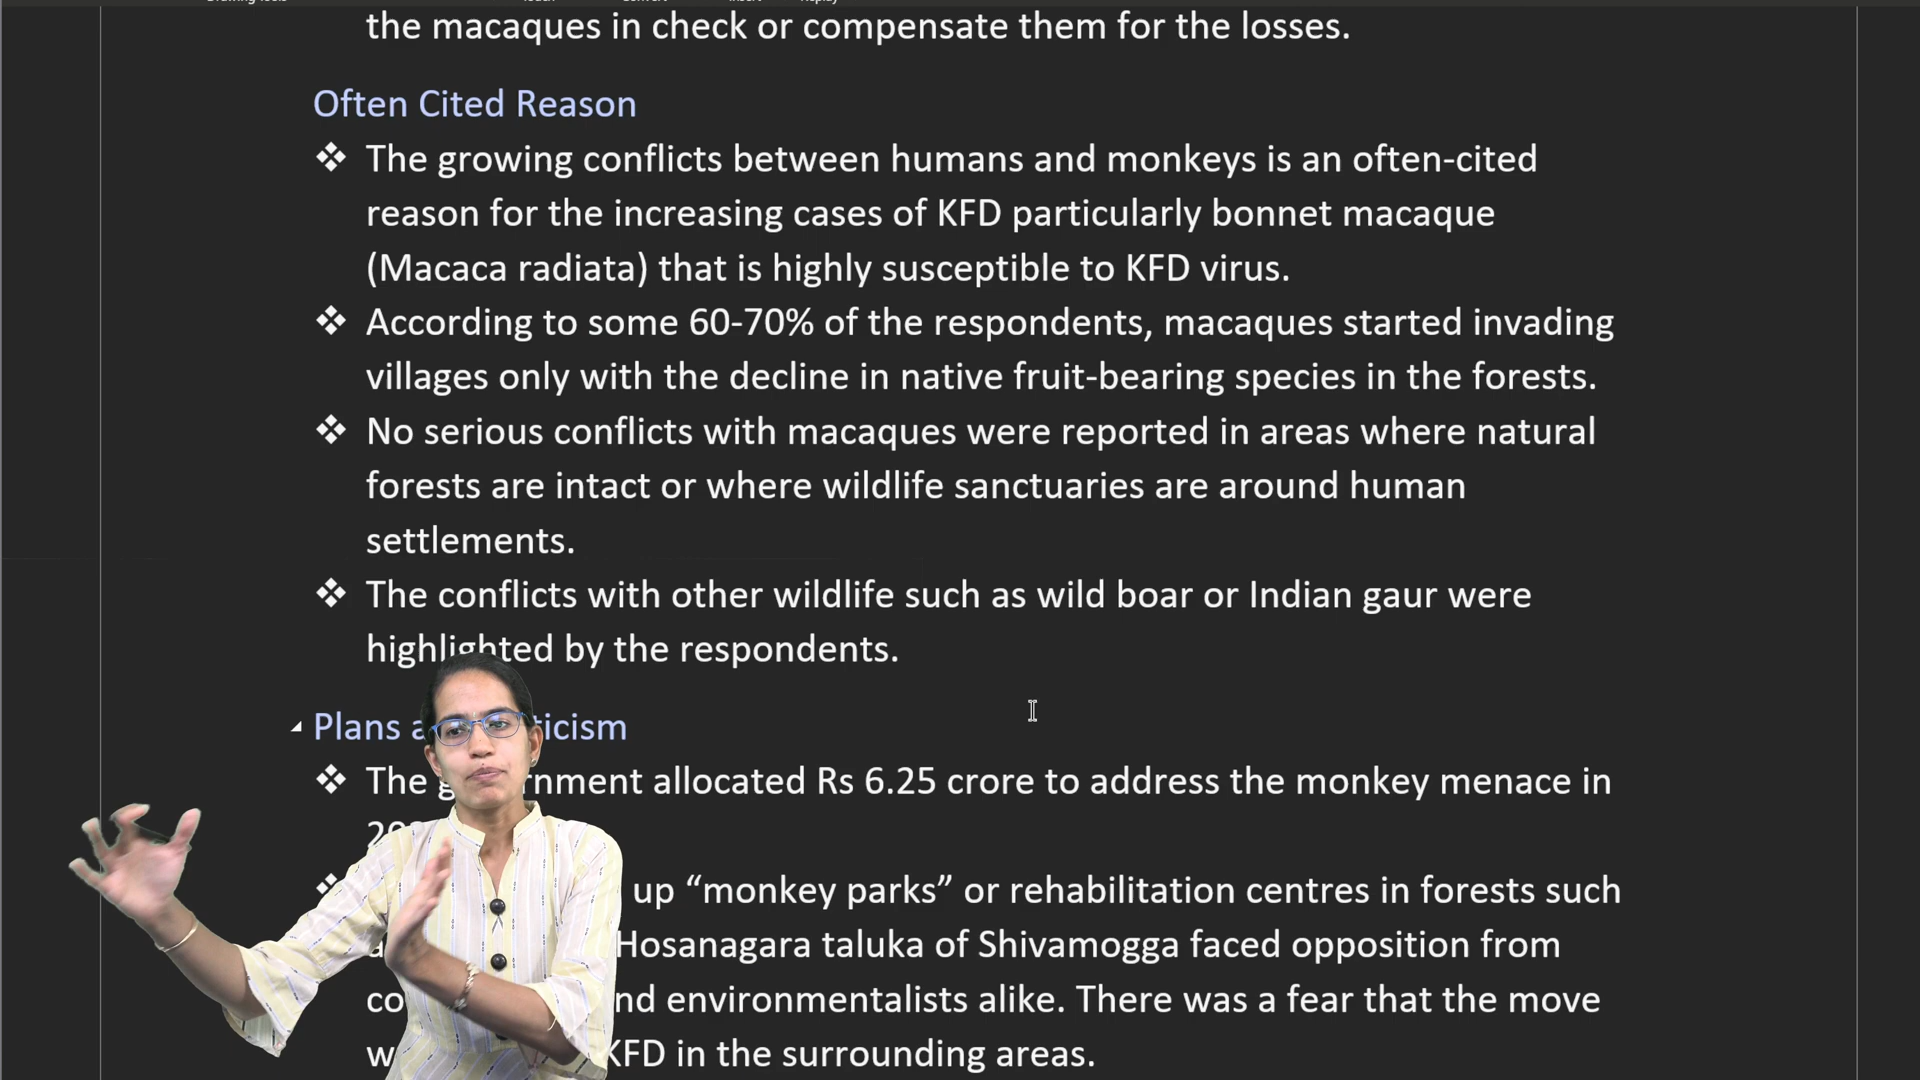 the macaques in check or compensate them for the losses.
Often Cited Reason
❖ The growing conflicts between humans and monkeys is an often-cited
reason for the increasing cases of KFD particularly bonnet macaque
(Macaca radiata) that is highly susceptible to KFD virus.
❖ According to some 60-70% of the respondents, macaques started invading
villages only with the decline in native fruit-bearing species in the forests.
❖ No serious conflicts with macaques were reported in areas where natural
forests are intact or where wildlife sanctuaries are around human
settlements.
❖ The conflicts with other wildlife such as wild boar or Indian gaur were
highlighted by the respondents.
Plans
❖ The allocated Rs 6.25 crore to address the monkey menace in
❖ up “monkey parks” or rehabilitation centres in forests such
Hosanagara taluka of Shivamogga faced opposition from
environmentalists alike. There was a fear that the move
KFD in the surrounding areas.